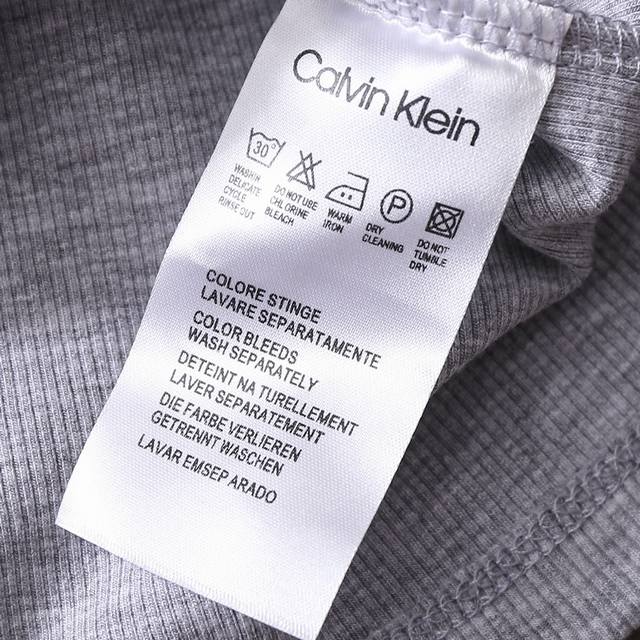 Calvin Klein
30°
WASH IN
DELICATE
CYCLE
RINSE OUT
DO NOT USE
CHLORINE
BLEACH
WARM
IRON
P
DRY
CLEANING
DO NOT
TUMBLE
DRY
COLORE STINGE
LAVARE SEPARATAMENTE
COLOR BLEEDS
WASH SEPARATELY
DETEINT NA TURELLEMENT
LAVER SEPARATEMENT
DIE FARBE VERLIEREN
GETRENNT WASCHEN
LAVAR EMSEP ARADO